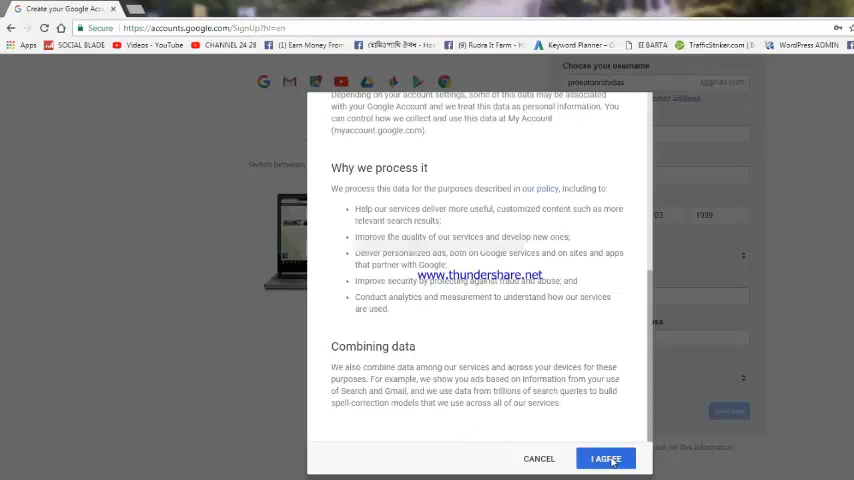 Create your Google Acc
Secure https://accounts.google.com/SignUp?hl=en
Apps SOCIAL BLADE Videos - YouTube CHANNEL 24 28 (1) Earn Money From (9) Rudra It Farm - Keyword Planner - EI BARTA TrafficStriker.com WordPress ADMIN
Choose your username
@gmail.com
Depending on your account settings, some of this data may be associated
with your Google Account and we treat this data as personal information. You
can control how we collect and use this data at My Account
(myaccount.google.com).
Why we process it
We process this data for the purposes described in our policy, including to:
• Help our services deliver more useful, customized content such as more
relevant search results;
• Improve the quality of our services and develop new ones;
• Deliver personalized ads, both on Google services and on sites and apps
that partner with Google;
www.thundershare.net
• Improve security by protecting against fraud and abuse; and
• Conduct analytics and measurement to understand how our services
are used.
Combining data
We also combine data among our services and across your devices for these
purposes. For example, we show you ads based on information from your use
of Search and Gmail, and we use data from trillions of search queries to build
spell-correction models that we use across all of our services.
CANCEL I AGREE
Switch between
03 1999
ask for this information